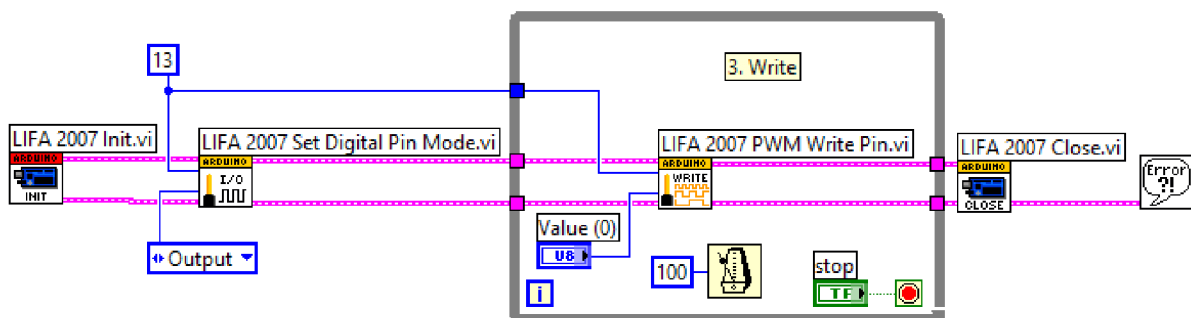 3. Write
13
LIFA 2007 Init.vi
LIFA 2007 Set Digital Pin Mode.vi
LIFA 2007 PWM Write Pin.vi
LIFA 2007 Close.vi
ARDUINO
INIT
ARDUINO
I/O
ARDUINO
WRITE
ARDUINO
CLOSE
Error
?!
Output
Value (0)
U8
100
stop
TF
i